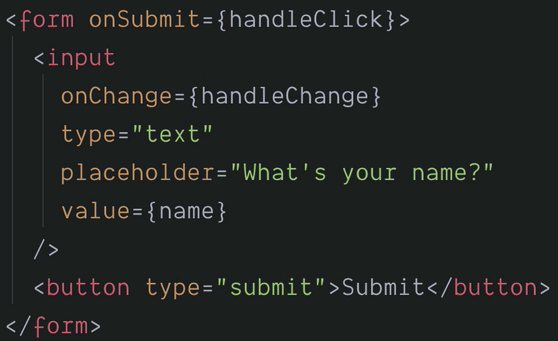 <form onSubmit={handleClick}>
<input
onChange={handleChange}
type="text"
placeholder="What's your name?"
value={name}
/>
<button type="submit">Submit</button>
</form>